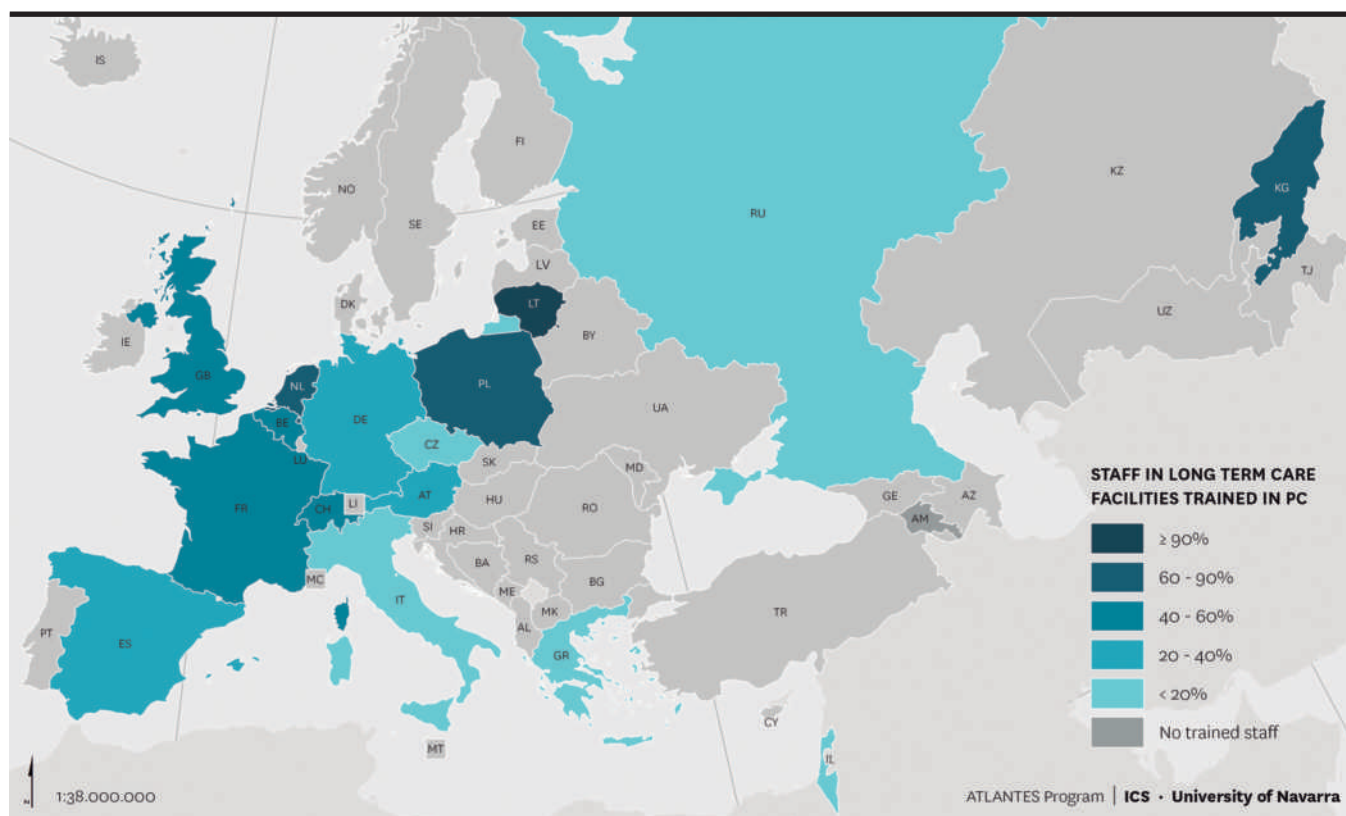 IS
FI
NO
SE
RU
KZ
KG
EE
LV
TJ
DK
LT
UZ
IE
BY
GB
NL
PL
BE
DE
UA
CZ
LU
SK
MD
STAFF IN LONG TERM CARE
FACILITIES TRAINED IN PC
AT
HU
GE
AZ
FR
CH
LI
RO
AM
SI
HR
≥ 90%
BA
RS
MC
BG
60 - 90%
ME
IT
MK
TR
PT
AL
40 - 60%
ES
GR
20 - 40%
< 20%
CY
No trained staff
MT
IL
N
1:38.000.000
ATLANTES Program | ICS · University of Navarra